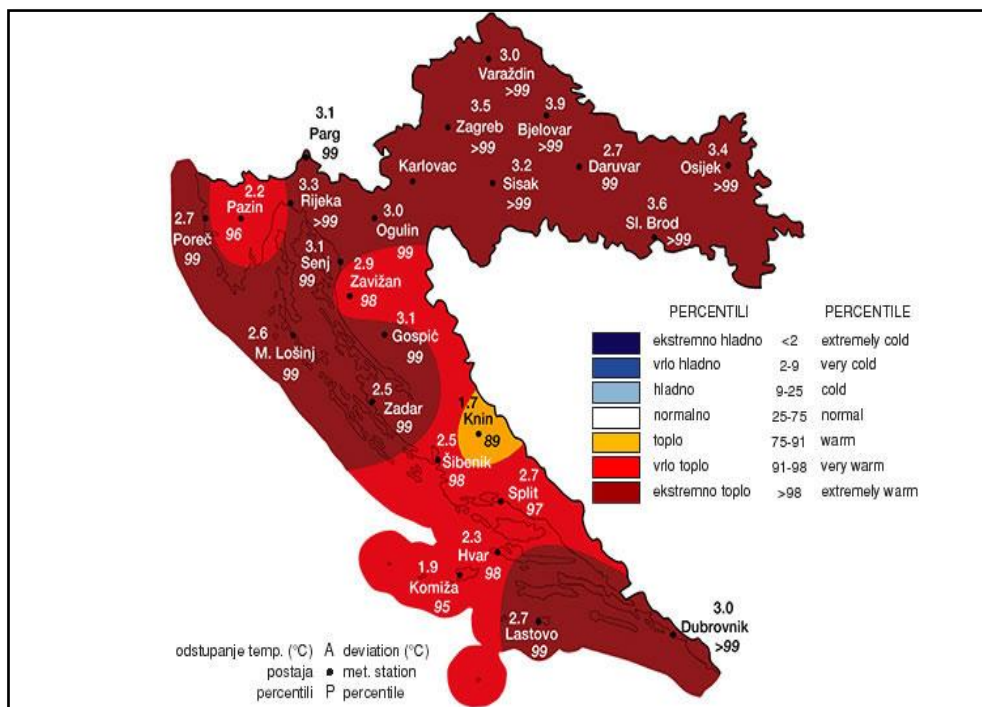 3.0
Varaždin
>99
3.5
Zagreb
>99
3.9
Bjelovar
>99
3.1
Parg
99
Karlovac
3.2
Sisak
>99
2.7
Daruvar
99
3.4
Osijek
>99
3.6
Sl. Brod
>99
2.7
Poreč
99
2.2
Pazin
96
3.3
Rijeka
>99
3.0
Ogulin
99
3.1
Senj
99
2.9
Zavižan
98
3.1
Gospić
99
2.6
M. Lošinj
99
2.5
Zadar
99
1.7
Knin
89
2.5
Šibenik
98
2.7
Split
97
2.3
Hvar
98
1.9
Komiža
95
2.7
Lastovo
99
3.0
Dubrovnik
>99
PERCENTILI PERCENTILE
ekstremno hladno <2 extremely cold
vrlo hladno 2-9 very cold
hladno 9-25 cold
normalno 25-75 normal
toplo 75-91 warm
vrlo toplo 91-98 very warm
ekstremno toplo >98 extremely warm
odstupanje temp. (°C) A deviation (°C)
postaja • met. station
percentili P percentile